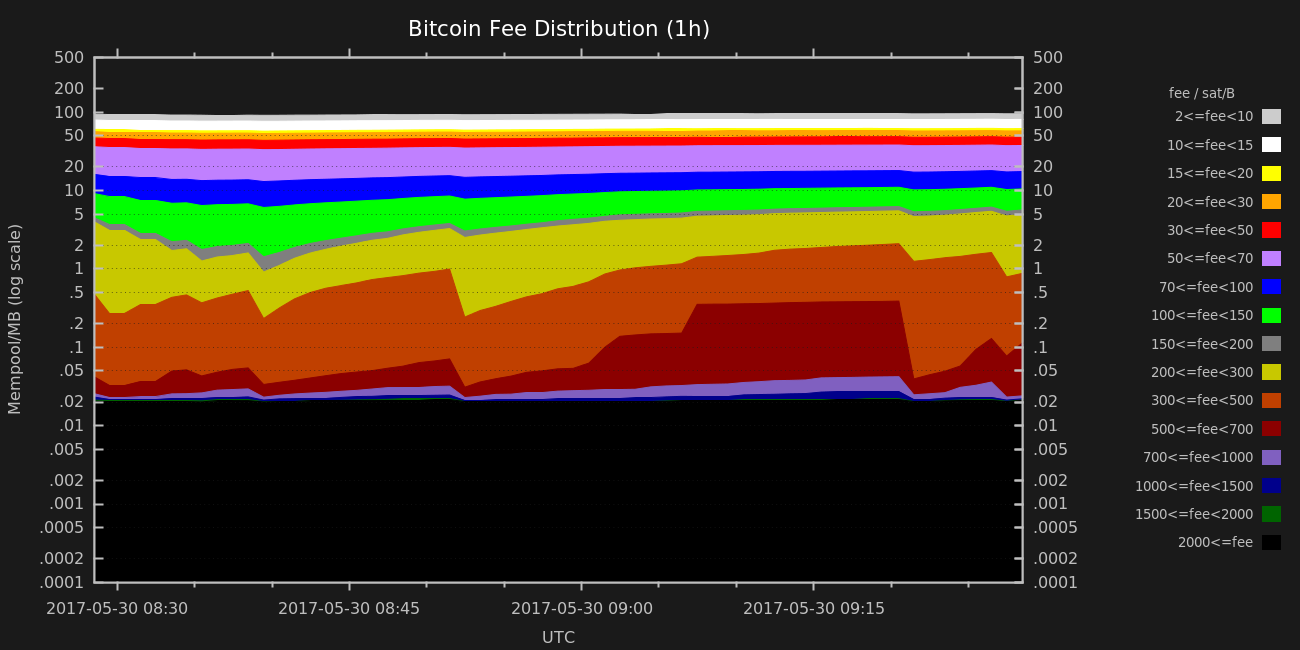 Bitcoin Fee Distribution (1h)
Mempool/MB (log scale)
500
200
100
50
20
10
5
2
1
.5
.2
.1
.05
.02
.01
.005
.002
.001
.0005
.0002
.0001
500
200
100
50
20
10
5
2
1
.5
.2
.1
.05
.02
.01
.005
.002
.001
.0005
.0002
.0001
2017-05-30 08:30 2017-05-30 08:45 2017-05-30 09:00 2017-05-30 09:15
UTC
fee / sat/B
2<=fee<10
10<=fee<15
15<=fee<20
20<=fee<30
30<=fee<50
50<=fee<70
70<=fee<100
100<=fee<150
150<=fee<200
200<=fee<300
300<=fee<500
500<=fee<700
700<=fee<1000
1000<=fee<1500
1500<=fee<2000
2000<=fee